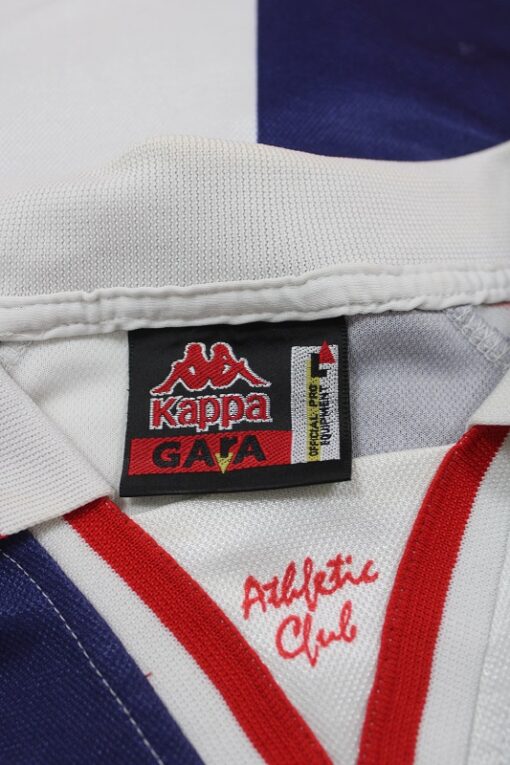 Kappa
GARA
L
OFFICIAL PRO
EQUIPMENT
Athletic
Club